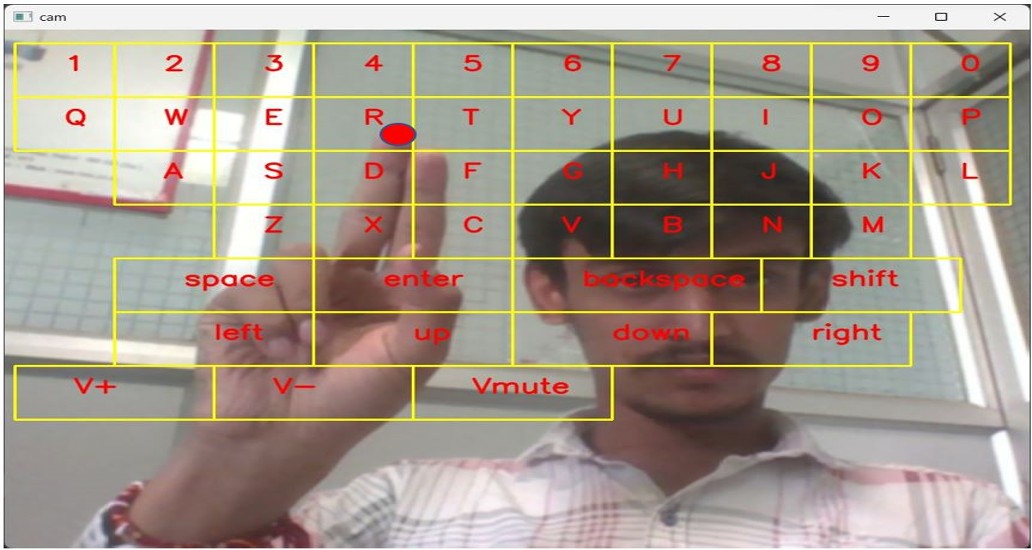 cam
1 2 3 4 5 6 7 8 9 0
Q W E R T Y U I O P
A S D F G H J K L
Z X C V B N M
space enter backspace shift
left up down right
V+ V- Vmute